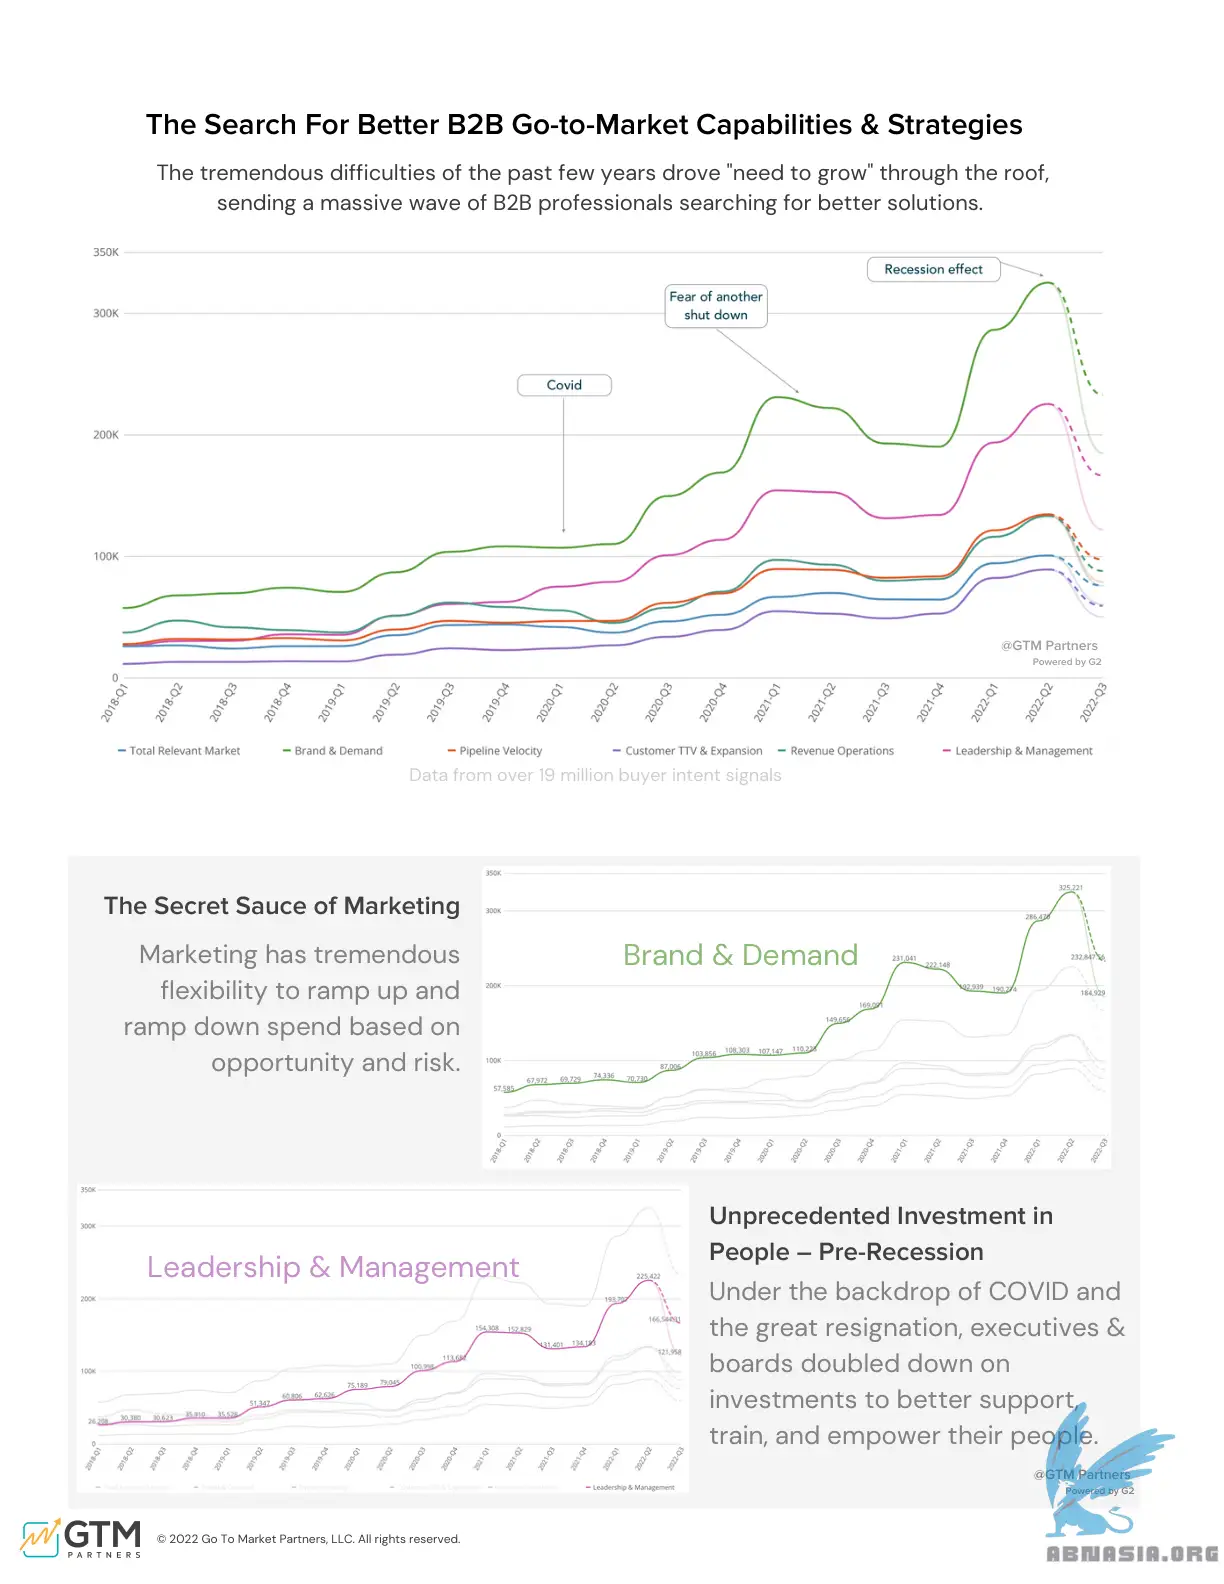 The Search For Better B2B Go-to-Market Capabilities & Strategies
The tremendous difficulties of the past few years drove "need to grow" through the roof,
sending a massive wave of B2B professionals searching for better solutions.
350K
300K
200K
100K
0
Recession effect
Fear of another
shut down
Covid
@GTM Partners
Powered by G2
2018-Q1 2018-Q2 2018-Q3 2018-Q4 2019-Q1 2019-Q2 2019-Q3 2019-Q4 2020-Q1 2020-Q2 2020-Q3 2020-Q4 2021-Q1 2021-Q2 2021-Q3 2021-Q4 2022-Q1 2022-Q2 2022-Q3
Total Relevant Market Brand & Demand Pipeline Velocity Customer TTV & Expansion Revenue Operations Leadership & Management
Data from over 19 million buyer intent signals
The Secret Sauce of Marketing
Marketing has tremendous
flexibility to ramp up and
ramp down spend based on
opportunity and risk.
350K
300K
200K
100K
0
Brand & Demand
57,585 67,972 69,729 74,336 70,730 87,006 103,856 108,303 107,147 110,223 149,656 169,091 231,041 222,148 192,939 190,274 286,470 325,221
184,929
2018-Q1 2018-Q2 2018-Q3 2018-Q4 2019-Q1 2019-Q2 2019-Q3 2019-Q4 2020-Q1 2020-Q2 2020-Q3 2020-Q4 2021-Q1 2021-Q2 2021-Q3 2021-Q4 2022-Q1 2022-Q2 2022-Q3
350K
300K
200K
100K
0
Leadership & Management
26,208 30,380 30,623 35,910 35,528 51,347 60,806 62,636 75,189 79,045 100,998 113,682 154,308 152,829 131,401 134,183 193,797 225,422
121,958
2018-Q1 2018-Q2 2018-Q3 2018-Q4 2019-Q1 2019-Q2 2019-Q3 2019-Q4 2020-Q1 2020-Q2 2020-Q3 2020-Q4 2021-Q1 2021-Q2 2021-Q3 2021-Q4 2022-Q1 2022-Q2 2022-Q3
Leadership & Management
Unprecedented Investment in
People – Pre-Recession
Under the backdrop of COVID and
the great resignation, executives &
boards doubled down on
investments to better support,
train, and empower their people.
@GTM Partners
Powered by G2
GTM
PARTNERS
© 2022 Go To Market Partners, LLC. All rights reserved.
ABNASIA.ORG